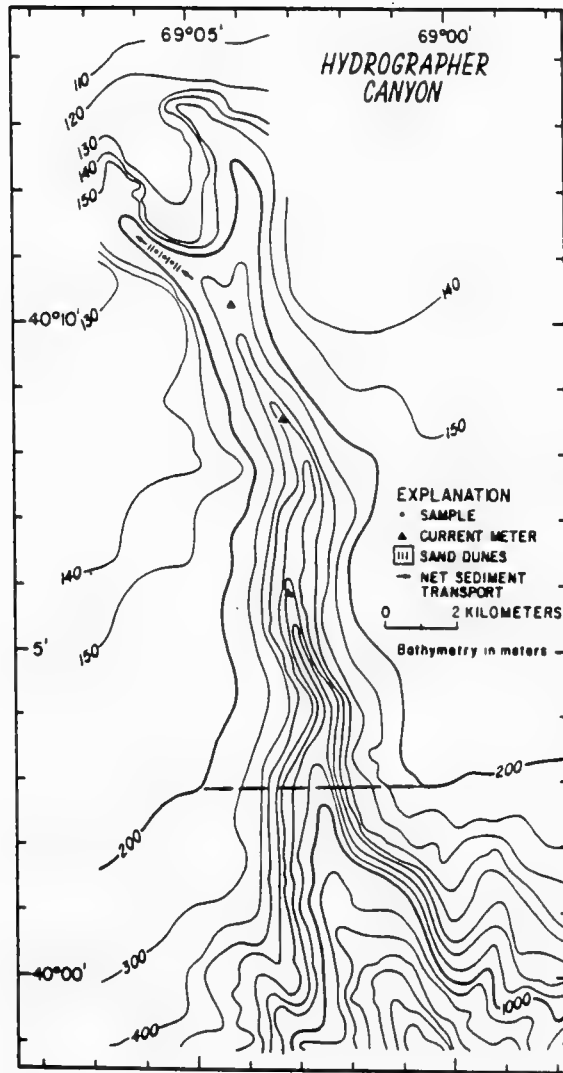 69°05'
69°00'
HYDROGRAPHER
CANYON
110
120
130
140
150
140
150
40°10'
130
EXPLANATION
SAMPLE
CURRENT METER
SAND DUNES
NET SEDIMENT
TRANSPORT
0 2 KILOMETERS
Bathymetry in meters
140
150
5'
200
200
300
400
40°00'
1000